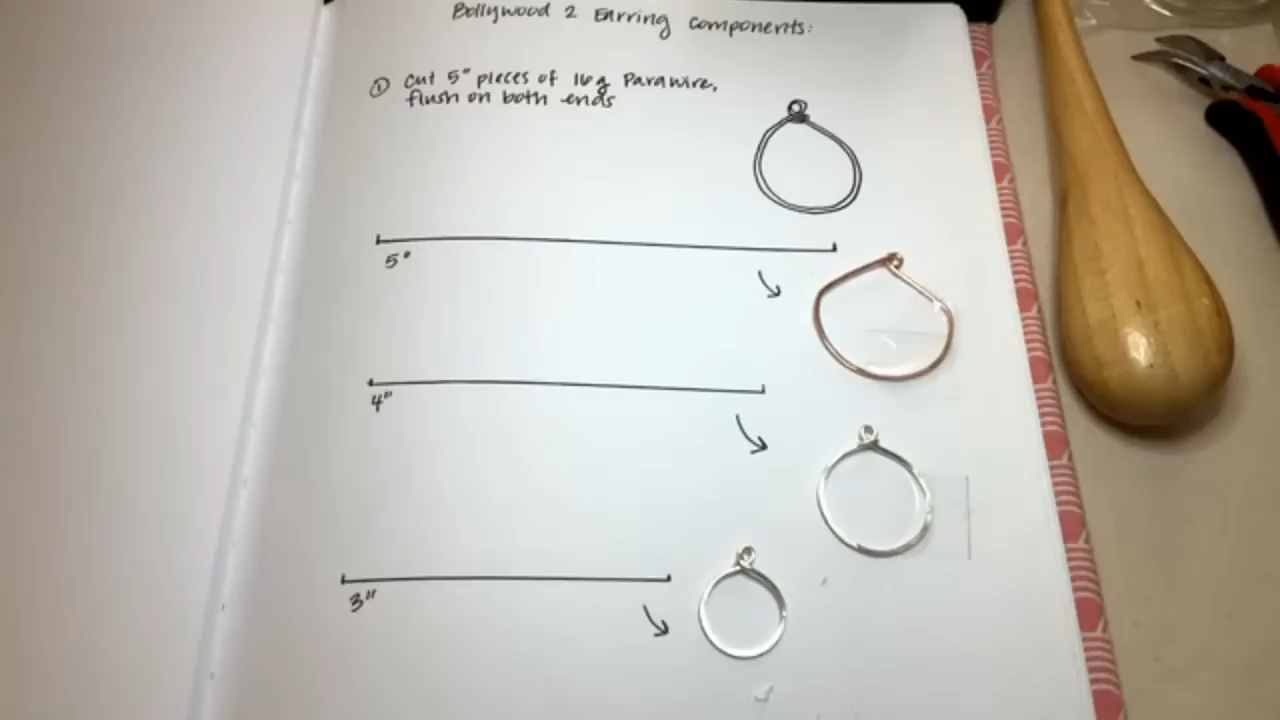 Bollywood 2 Earring components:
① Cut 5" pieces of 16g Parawire,
flush on both ends
5"
4"
3"